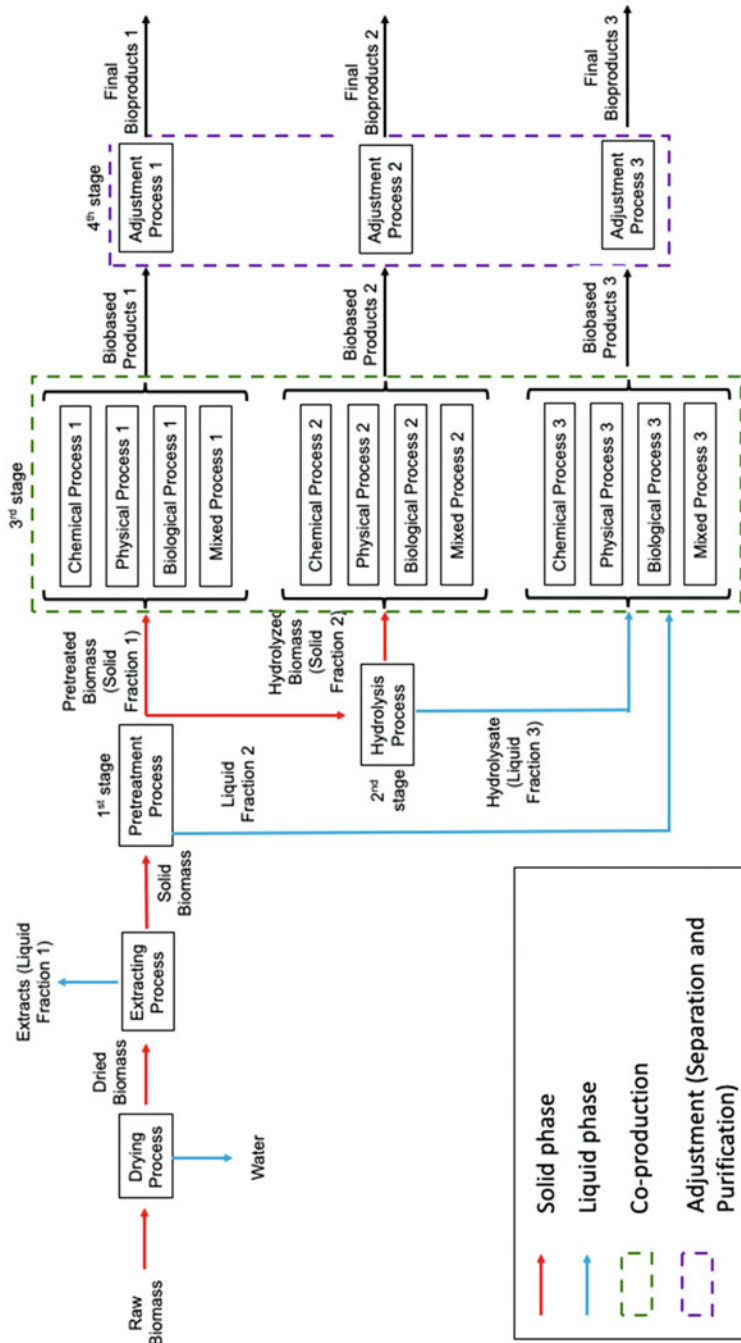 Raw
Biomass
Drying
Process
Water
Dried
Biomass
Extracting
Process
Extracts (Liquid
Fraction 1)
Solid
Biomass
1st stage
Pretreatment
Process
Liquid
Fraction 2
Pretreated
Biomass
(Solid
Fraction 1)
2nd
stage
Hydrolysis
Process
Hydrolyzed
Biomass
(Solid
Fraction 2)
Hydrolysate
(Liquid
Fraction 3)
3rd stage
Chemical Process 1
Physical Process 1
Biological Process 1
Mixed Process 1
Chemical Process 2
Physical Process 2
Biological Process 2
Mixed Process 2
Chemical Process 3
Physical Process 3
Biological Process 3
Mixed Process 3
Biobased
Products 1
Biobased
Products 2
Biobased
Products 3
4th stage
Adjustment
Process 1
Adjustment
Process 2
Adjustment
Process 3
Final
Bioproducts 1
Final
Bioproducts 2
Final
Bioproducts 3
Solid phase
Liquid phase
Co-production
Adjustment (Separation and
Purification)